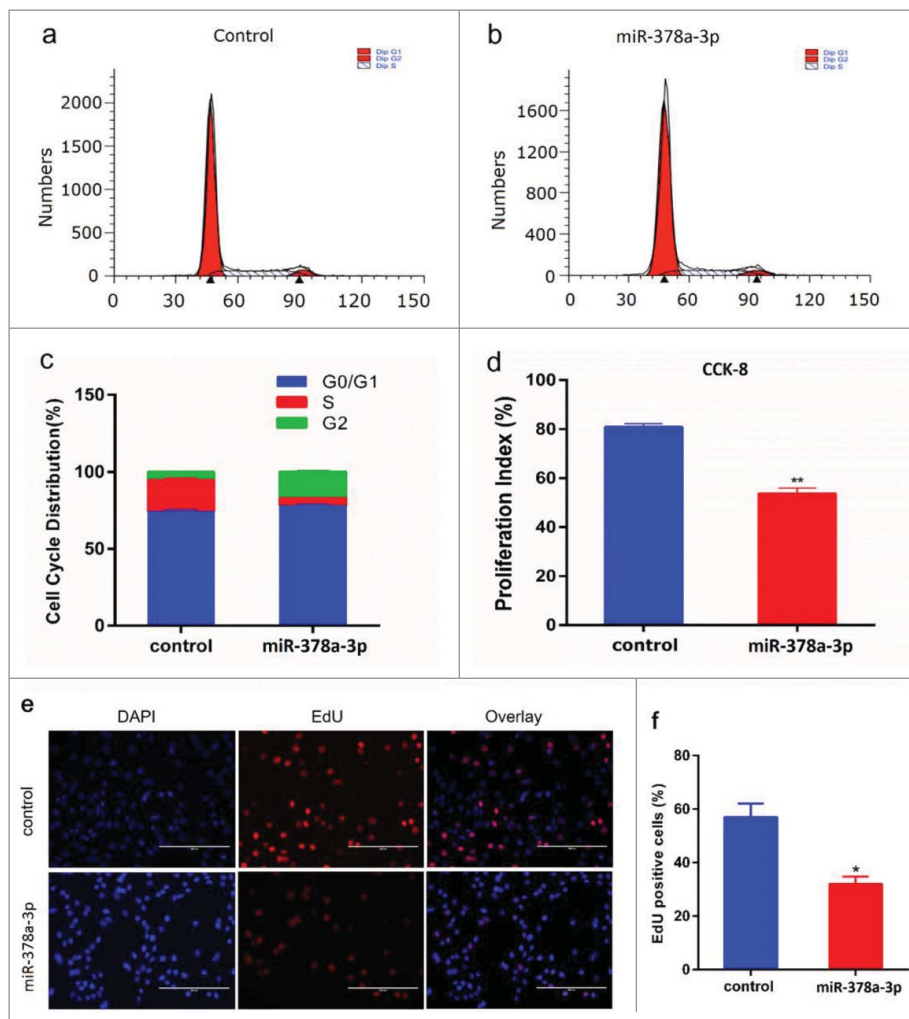 a
Control
Dip G1
Dip G2
Dip S
Numbers
2000
1500
1000
500
0
0 30 60 90 120 150
b
miR-378a-3p
Dip G1
Dip G2
Dip S
Numbers
1600
1200
800
400
0
0 30 60 90 120 150
c
G0/G1
S
G2
Cell Cycle Distribution(%)
150
100
50
0
control miR-378a-3p
d
CCK-8
Proliferation Index (%)
100
80
60
40
20
0
**
control miR-378a-3p
e
DAPI EdU Overlay
control
miR-378a-3p
f
EdU positive cells (%)
80
60
40
20
0
*
control miR-378a-3p